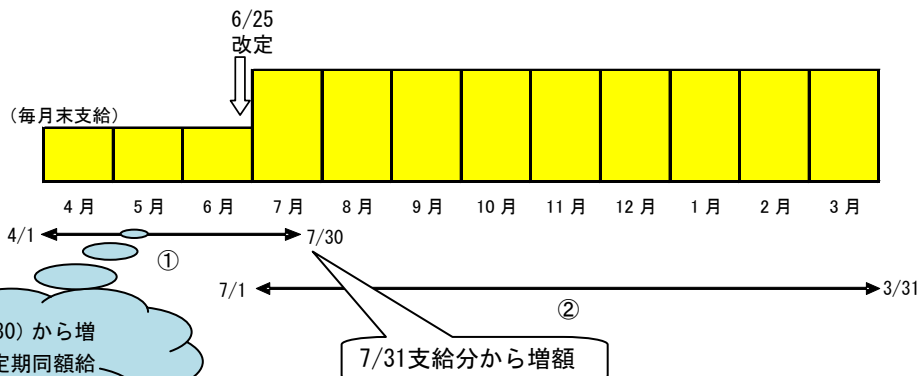 6/25
改定
（毎月末支給）
4月 5月 6月 7月 8月 9月 10月 11月 12月 1月 2月 3月
4/1 7/30
①
7/1 3/31
②
30) から増
定期同額給
7/31支給分から増額